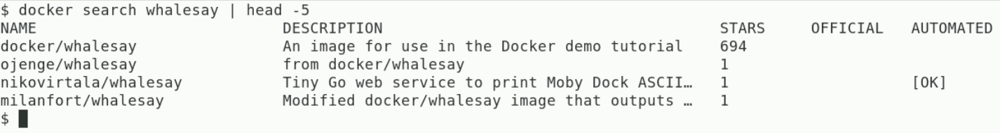 $ docker search whalesay | head -5
NAME DESCRIPTION STARS OFFICIAL AUTOMATED
docker/whalesay An image for use in the Docker demo tutorial 694
ojenge/whalesay from docker/whalesay 1
nikovirtala/whalesay Tiny Go web service to print Moby Dock ASCII… 1 [OK]
milanfort/whalesay Modified docker/whalesay image that outputs … 1
$